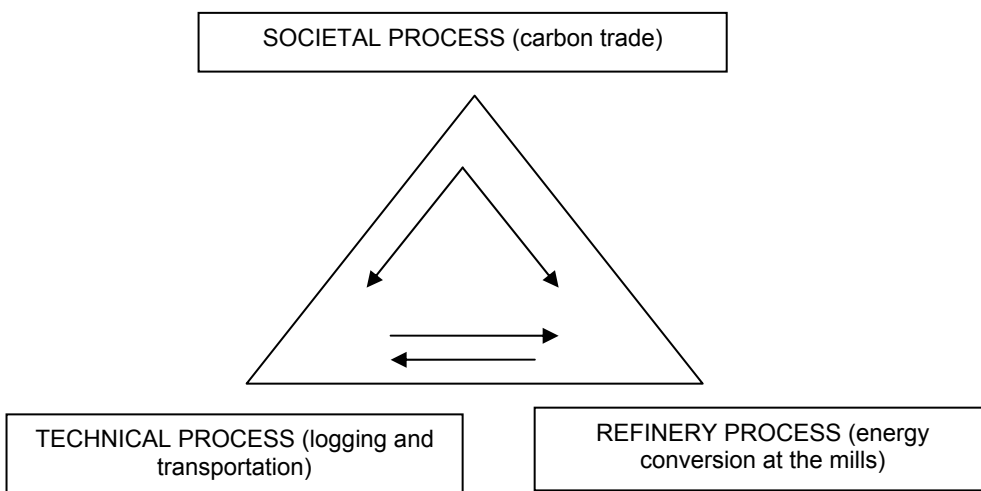 SOCIETAL PROCESS (carbon trade)
TECHNICAL PROCESS (logging and
transportation)
REFINERY PROCESS (energy
conversion at the mills)